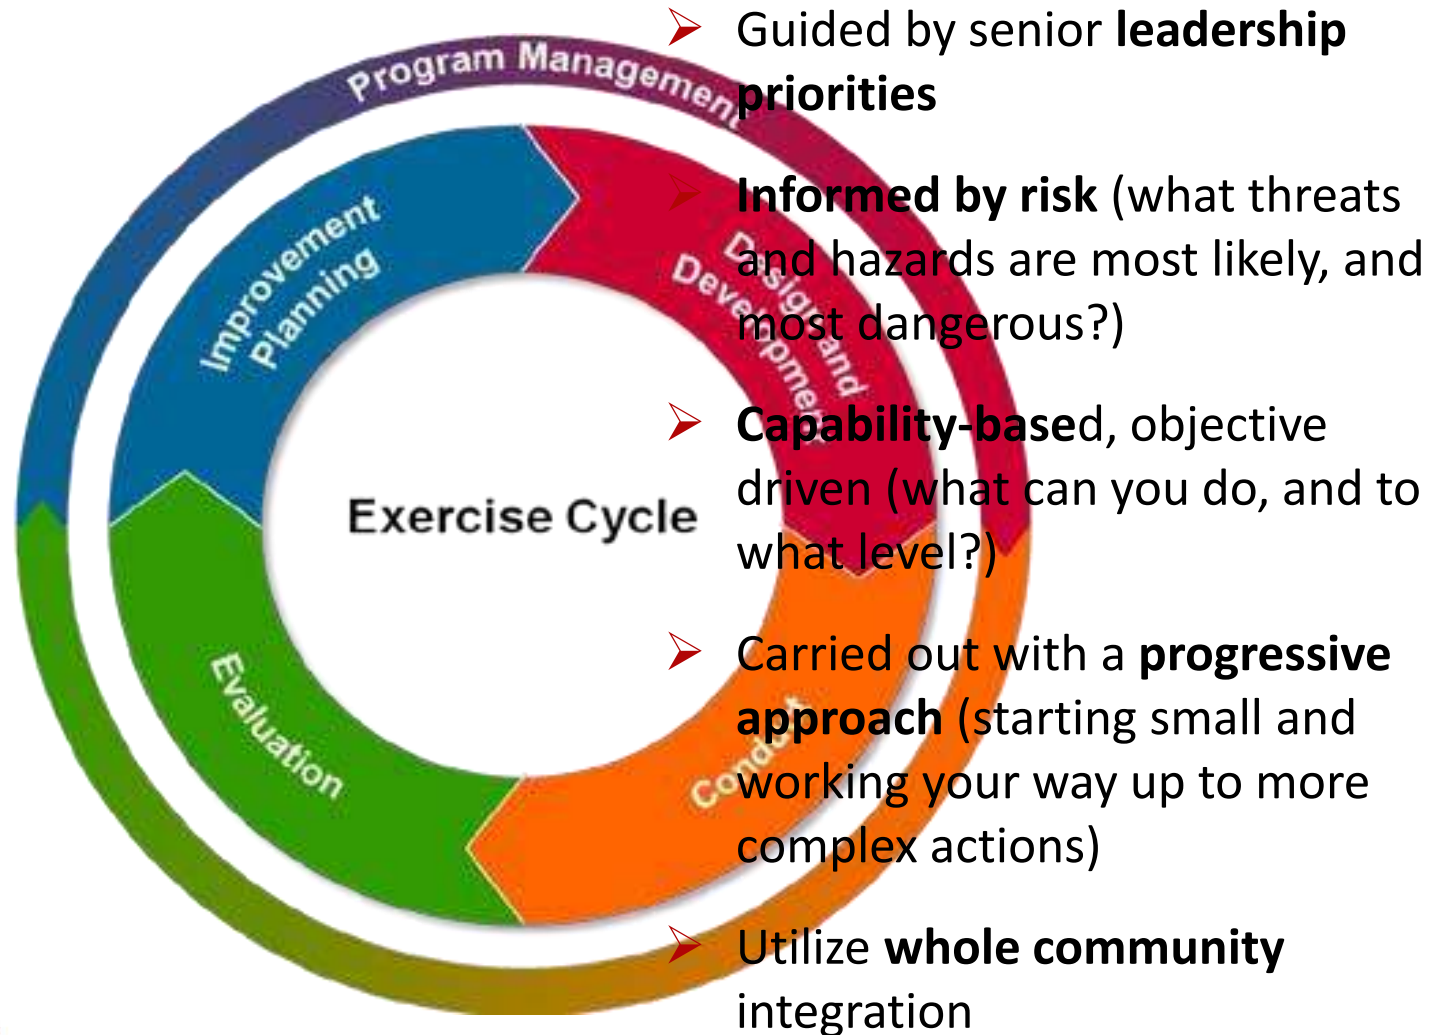 Program Management
Improvement
Planning
Design and
Development
Exercise Cycle
Evaluation
Conduct
➢ Guided by senior leadership
priorities
➢ Informed by risk (what threats
and hazards are most likely, and
most dangerous?)
➢ Capability-based, objective
driven (what can you do, and to
what level?)
➢ Carried out with a progressive
approach (starting small and
working your way up to more
complex actions)
➢ Utilize whole community
integration